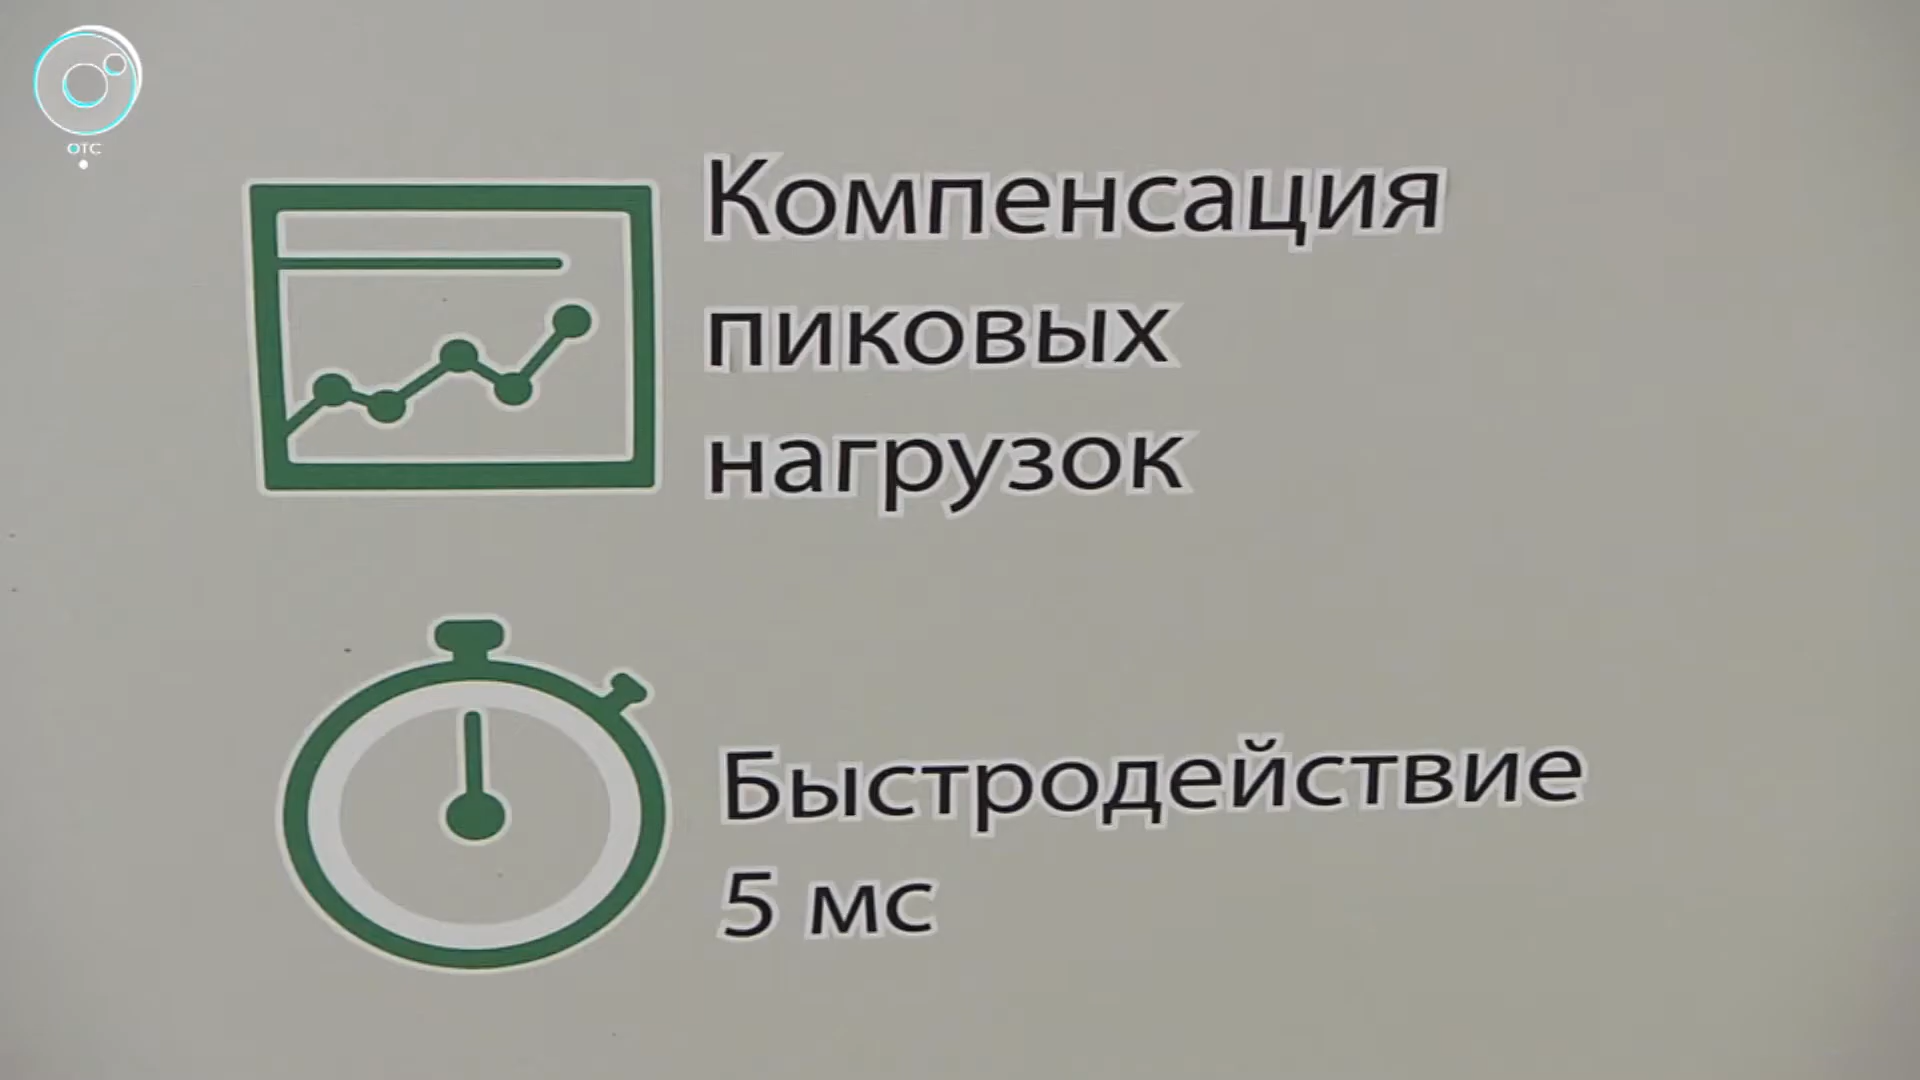 ОТС
Компенсация
пиковых
нагрузок
Быстродействие
5 мс